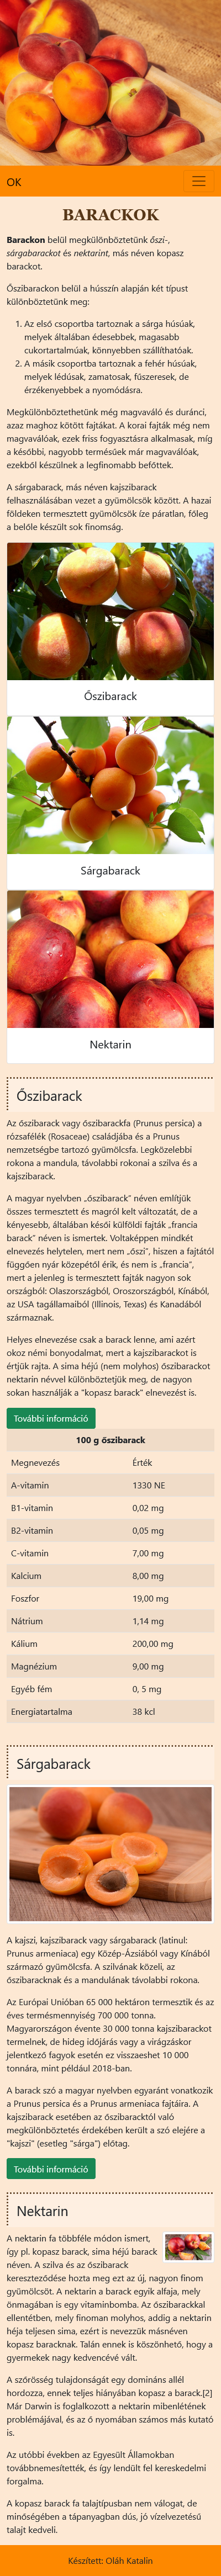 OK
BARACKOK
Barackon belül megkülönböztetünk őszi-,
sárgabarackot és nektarint, más néven kopasz
barackot.
Őszibarackon belül a hússzín alapján két típust
különböztetünk meg:
1. Az első csoportba tartoznak a sárga húsúak,
melyek általában édesebbek, magasabb
cukortartalmúak, könnyebben szállíthatóak.
2. A másik csoportba tartoznak a fehér húsúak,
melyek lédúsak, zamatosak, fűszeresek, de
érzékenyebbek a nyomódásra.
Megkülönböztethetünk még magvaváló és duránci,
azaz maghoz kötött fajtákat. A korai fajták még nem
magvaválóak, ezek friss fogyasztásra alkalmasak, míg
a későbbi, nagyobb termésűek már magvaválóak,
ezekből készülnek a legfinomabb befőttek.
A sárgabarack, más néven kajszibarack
felhasználásában vezet a gyümölcsök között. A hazai
földeken termesztett gyümölcsök íze páratlan, főleg
a belőle készült sok finomság.
Őszibarack
Sárgabarack
Nektarin
Őszibarack
Az őszibarack vagy őszibarackfa (Prunus persica) a
rózsafélék (Rosaceae) családjába és a Prunus
nemzetségbe tartozó gyümölcsfa. Legközelebbi
rokona a mandula, távolabbi rokonai a szilva és a
kajszibarack.
A magyar nyelvben „őszibarack” néven említjük
összes termesztett és magról kelt változatát, de a
kényesebb, általában késői külföldi fajták „francia
barack” néven is ismertek. Voltaképpen mindkét
elnevezés helytelen, mert nem „őszi”, hiszen a fajtától
függően nyár közepétől érik, és nem is „francia”,
mert a jelenleg is termesztett fajták nagyon sok
országból: Olaszországból, Oroszországból, Kínából,
az USA tagállamaiból (Illinois, Texas) és Kanadából
származnak.
Helyes elnevezése csak a barack lenne, ami azért
okoz némi bonyodalmat, mert a kajszibarackot is
értjük rajta. A sima héjú (nem molyhos) őszibarackot
nektarin névvel különböztetjük meg, de nagyon
sokan használják a "kopasz barack" elnevezést is.
További információ
100 g őszibarack
Megnevezés Érték
A-vitamin 1330 NE
B1-vitamin 0,02 mg
B2-vitamin 0,05 mg
C-vitamin 7,00 mg
Kalcium 8,00 mg
Foszfor 19,00 mg
Nátrium 1,14 mg
Kálium 200,00 mg
Magnézium 9,00 mg
Egyéb fém 0, 5 mg
Energiatartalma 38 kcl
Sárgabarack
A kajszi, kajszibarack vagy sárgabarack (latinul:
Prunus armeniaca) egy Közép-Ázsiából vagy Kínából
származó gyümölcsfa. A szilvának közeli, az
őszibaracknak és a mandulának távolabbi rokona.
Az Európai Unióban 65 000 hektáron termesztik és az
éves termésmennyiség 700 000 tonna.
Magyarországon évente 30 000 tonna kajszibarackot
termelnek, de hideg időjárás vagy a virágzáskor
jelentkező fagyok esetén ez visszaeshet 10 000
tonnára, mint például 2018-ban.
A barack szó a magyar nyelvben egyaránt vonatkozik
a Prunus persica és a Prunus armeniaca fajtáira. A
kajszibarack esetében az őszibaracktól való
megkülönböztetés érdekében került a szó elejére a
"kajszi" (esetleg "sárga") előtag.
További információ
Nektarin
A nektarin fa többféle módon ismert,
így pl. kopasz barack, sima héjú barack
néven. A szilva és az őszibarack
kereszteződése hozta meg ezt az új, nagyon finom
gyümölcsöt. A nektarin a barack egyik alfaja, mely
önmagában is egy vitaminbomba. Az őszibarackkal
ellentétben, mely finoman molyhos, addig a nektarin
héja teljesen sima, ezért is nevezzük másnéven
kopasz baracknak. Talán ennek is köszönhető, hogy a
gyermekek nagy kedvencévé vált.
A szőrösség tulajdonságát egy domináns allél
hordozza, ennek teljes hiányában kopasz a barack.[2]
Már Darwin is foglalkozott a nektarin mibenlétének
problémájával, és az ő nyomában számos más kutató
is.
Az utóbbi években az Egyesült Államokban
továbbnemesítették, és így lendült fel kereskedelmi
forgalma.
A kopasz barack fa talajtípusban nem válogat, de
minőségében a tápanyagban dús, jó vízelvezetésű
talajt kedveli.
Készített: Oláh Katalin